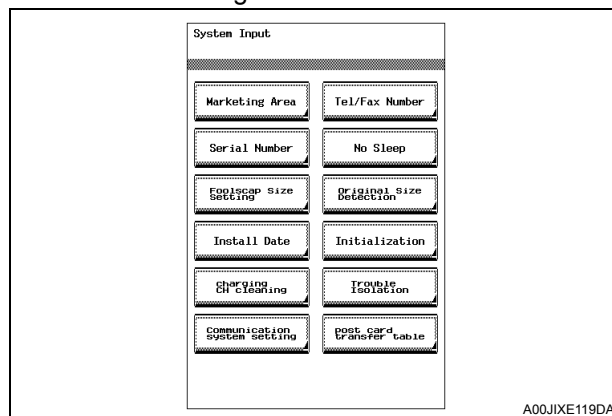 System Input
Marketing Area
Tel/Fax Number
Serial Number
No Sleep
Foolscap Size
Setting
Original Size
Detection
Install Date
Initialization
charging
CH cleaning
Trouble
Isolation
Communication
system setting
post card
transfer table
A00JIXE119DA